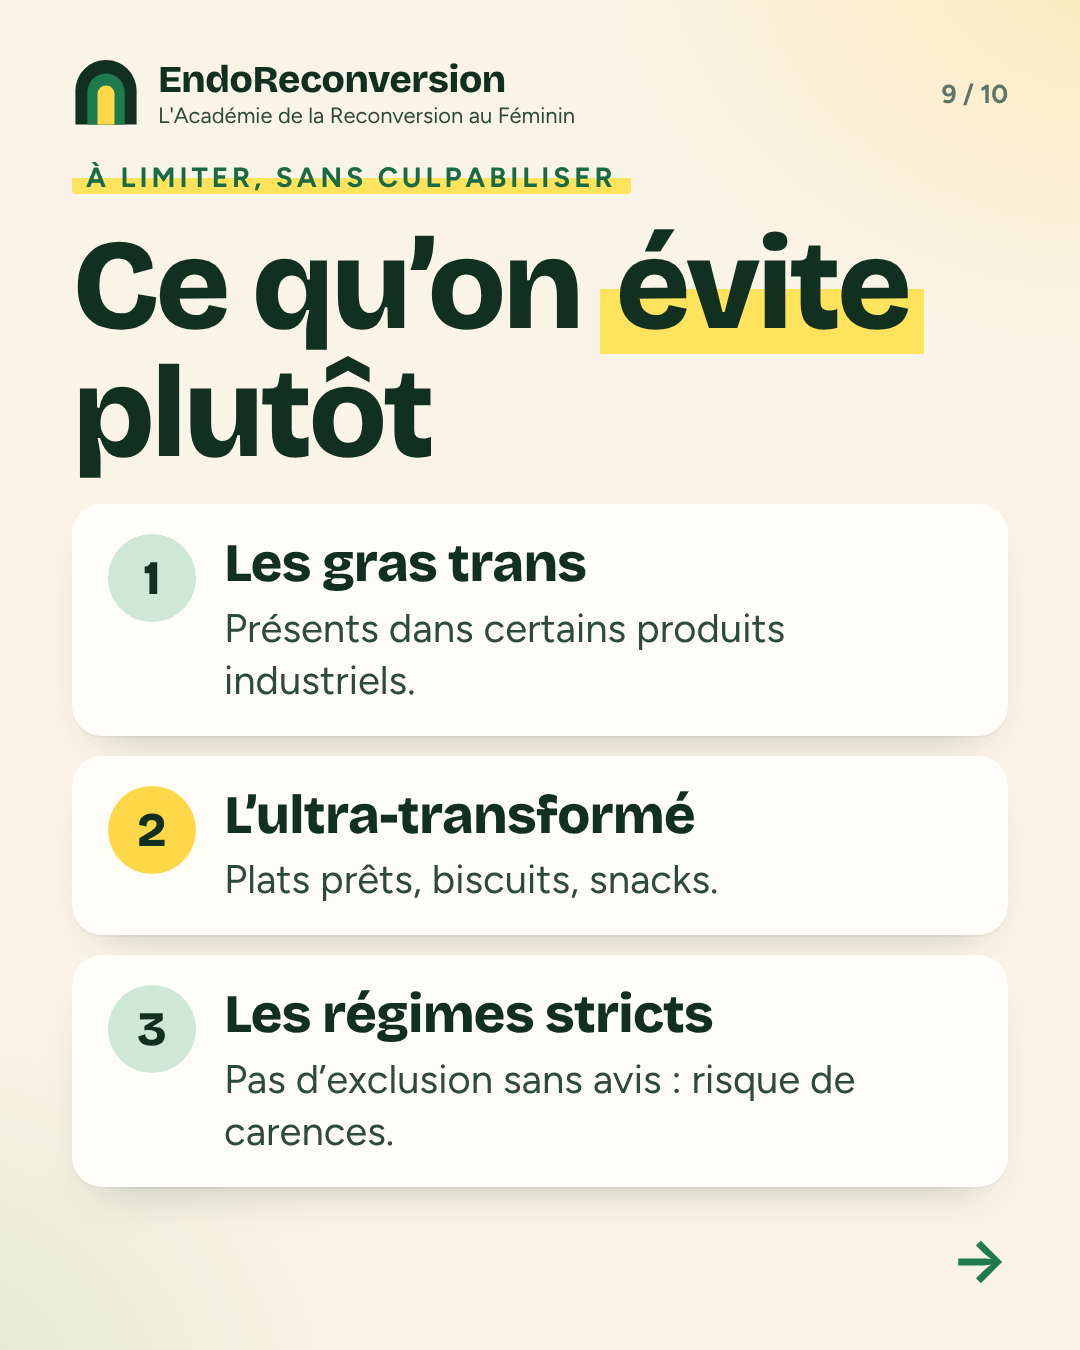 EndoReconversion
L'Académie de la Reconversion au Féminin
9 / 10
À LIMITER, SANS CULPABILISER
Ce qu’on évite
plutôt
1
Les gras trans
Présents dans certains produits
industriels.
2
L’ultra-transformé
Plats prêts, biscuits, snacks.
3
Les régimes stricts
Pas d’exclusion sans avis : risque de
carences.